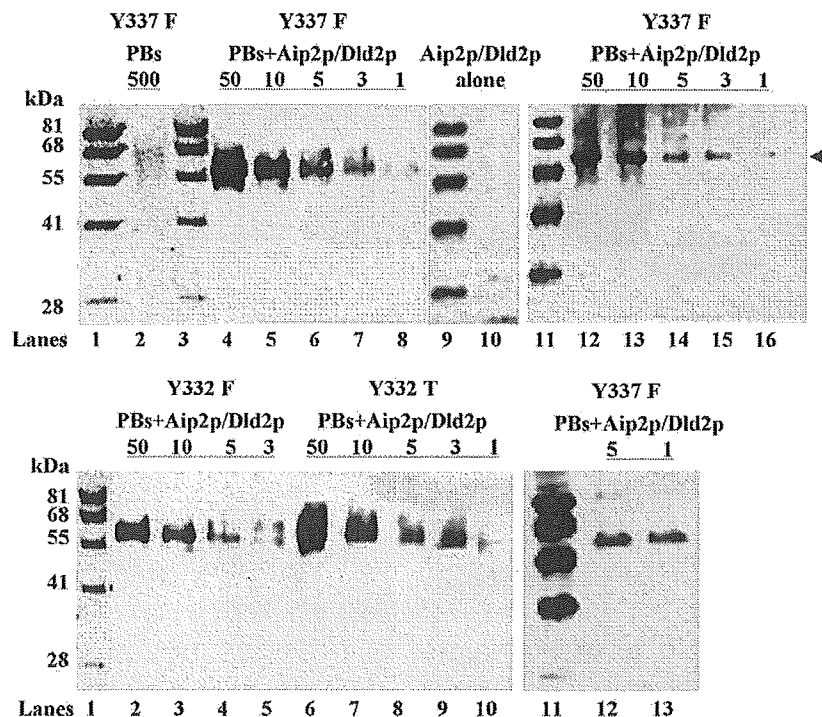 Y337 F Y337 F Y337 F
PBs PBs+Aip2p/Dld2p Aip2p/Dld2p PBs+Aip2p/Dld2p
500 50 10 5 3 1 alone 50 10 5 3 1
kDa
81
68
55
41
28
Lanes 1 2 3 4 5 6 7 8 9 10 11 12 13 14 15 16
Y332 F Y332 T Y337 F
PBs+Aip2p/Dld2p PBs+Aip2p/Dld2p PBs+Aip2p/Dld2p
50 10 5 3 50 10 5 3 1 5 1
kDa
81
68
55
41
28
Lanes 1 2 3 4 5 6 7 8 9 10 11 12 13